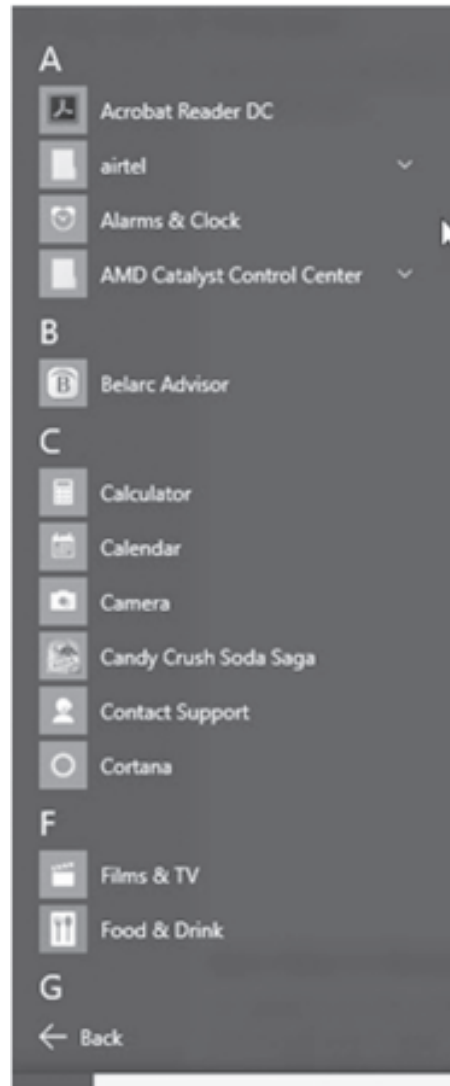 A
Acrobat Reader DC
airtel
Alarms & Clock
AMD Catalyst Control Center
B
Belarc Advisor
C
Calculator
Calendar
Camera
Candy Crush Soda Saga
Contact Support
Cortana
F
Films & TV
Food & Drink
G
Back